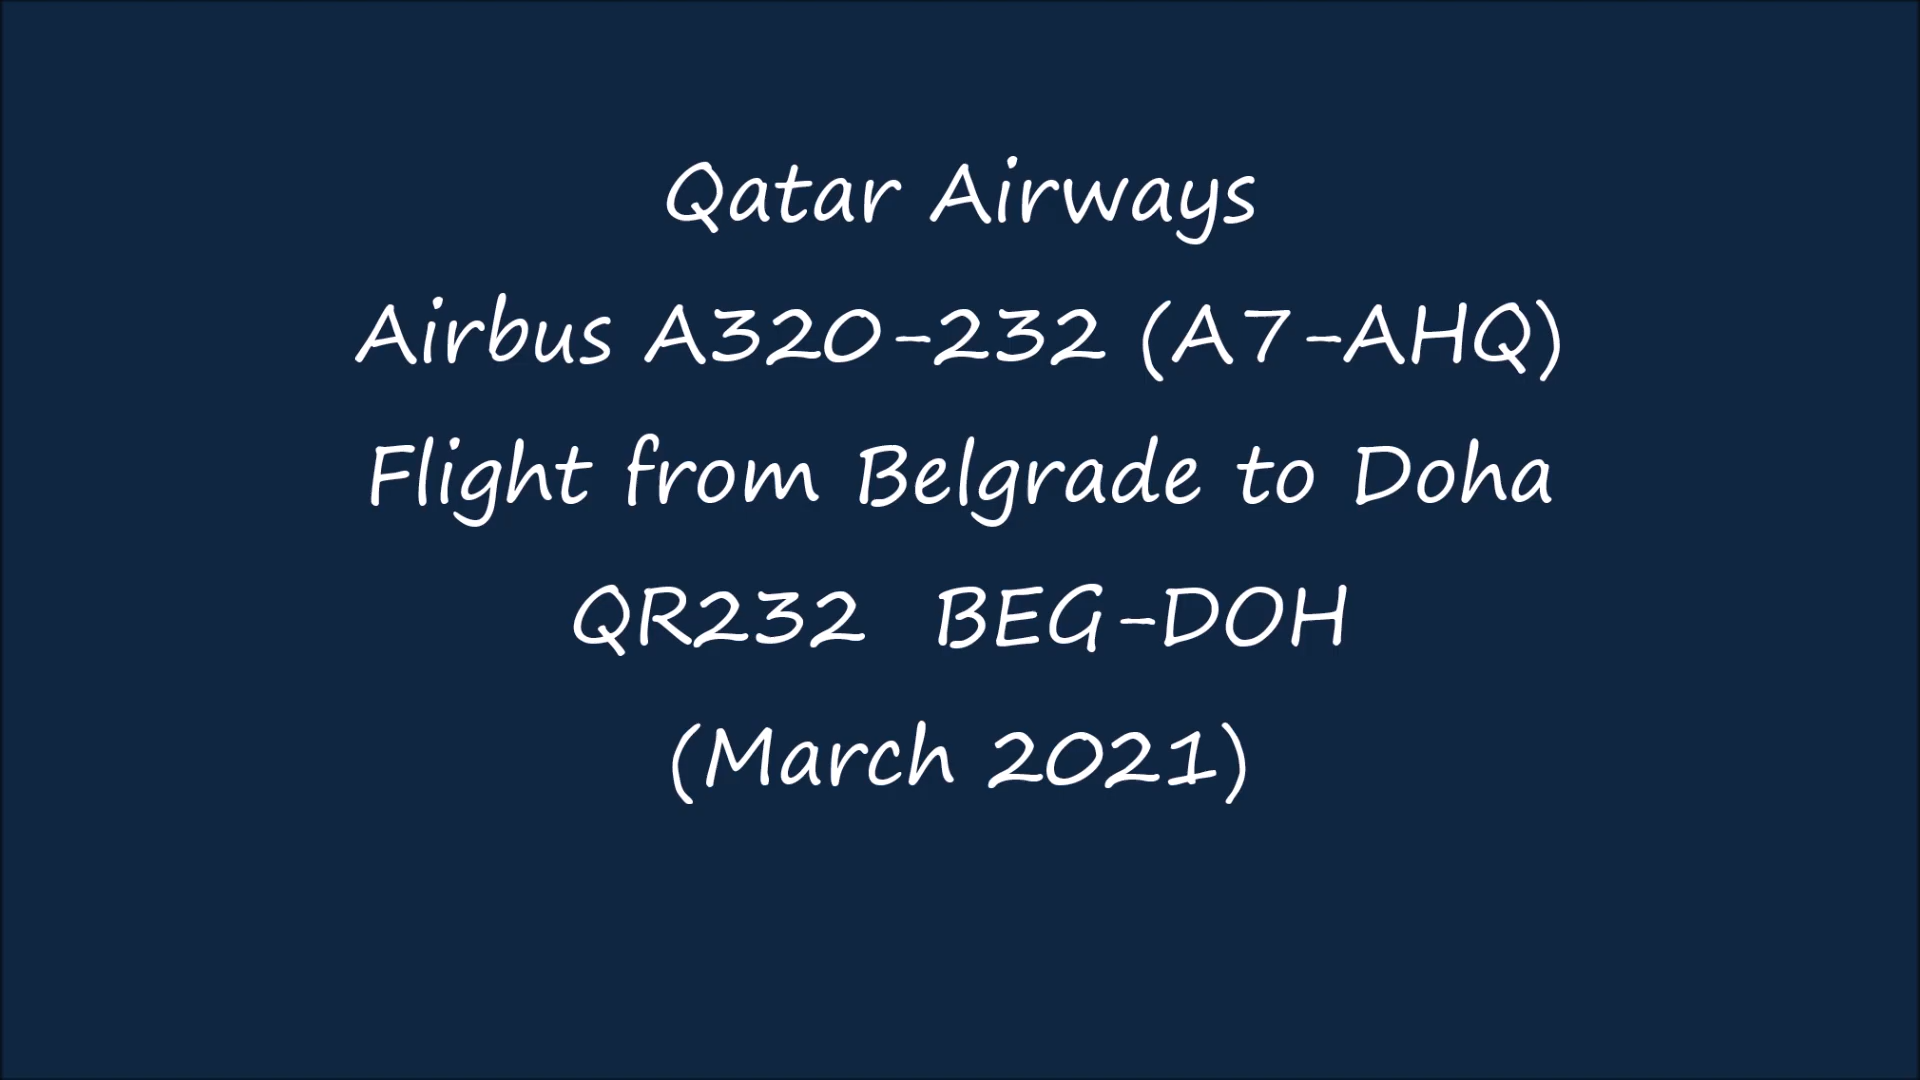 Qatar Airways
Airbus A320-232 (A7-AHQ)
Flight from Belgrade to Doha
QR232 BEG-DOH
(March 2021)